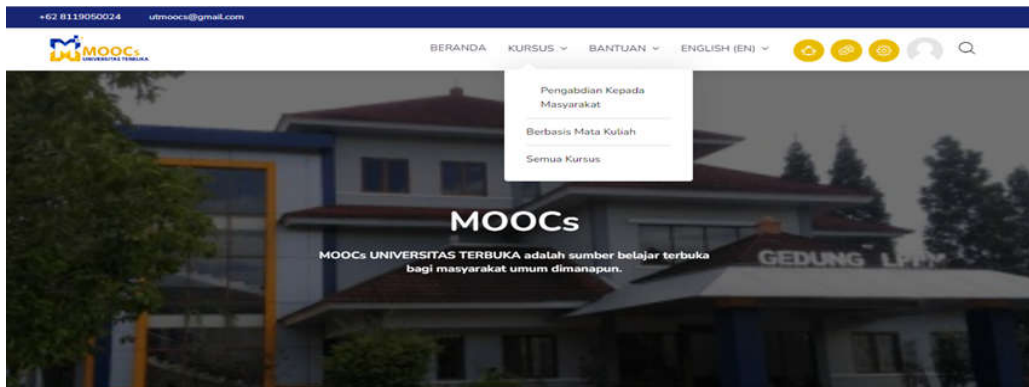 +62 8119050024 utmoocs@gmail.com
MOOCs
UNIVERSITAS TERBUKA
BERANDA KURSUS BANTUAN ENGLISH (EN)
Pengabdian Kepada
Masyarakat
Berbasis Mata Kuliah
Semua Kursus
MOOCs
MOOCs UNIVERSITAS TERBUKA adalah sumber belajar terbuka
bagi masyarakat umum dimanapun.
GEDUNG LPPM